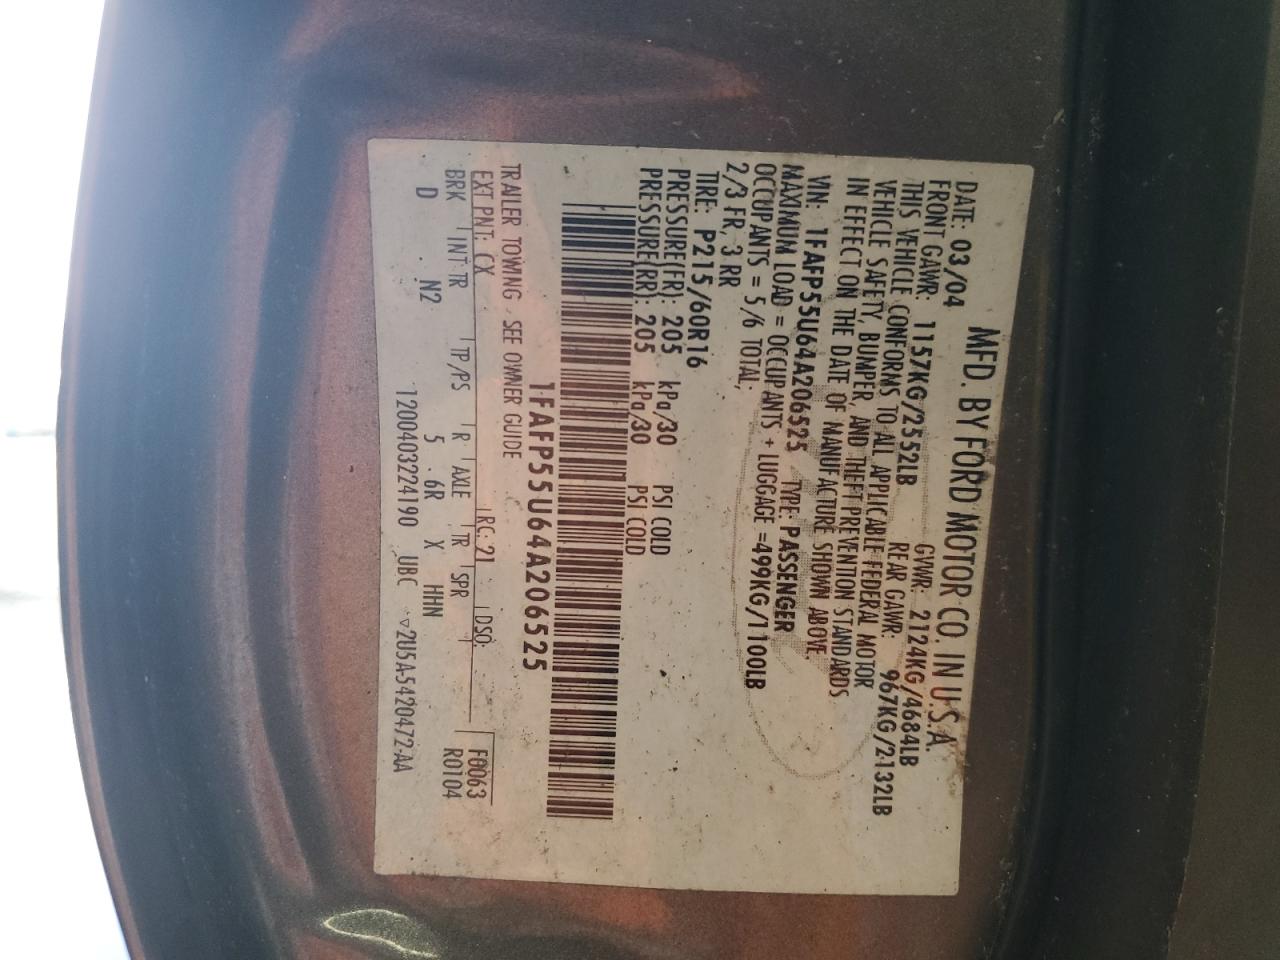 MFD. BY FORD MOTOR CO. IN U.S.A.
DATE: 03/04 GVWR: 2124KG/4684LB
FRONT GAWR: 1157KG/2552LB REAR GAWR: 967KG/2132LB
THIS VEHICLE CONFORMS TO ALL APPLICABLE FEDERAL MOTOR
VEHICLE SAFETY, BUMPER, AND THEFT PREVENTION STANDARDS
IN EFFECT ON THE DATE OF MANUFACTURE SHOWN ABOVE.
VIN: 1FAFP55U64A206525 TYPE: PASSENGER
MAXIMUM LOAD = OCCUPANTS + LUGGAGE =499KG/1100LB
OCCUPANTS = 5/6 TOTAL;
2/3 FR, 3 RR
TIRE: P215/60R16
PRESSURE(FR): 205 kPa/30 PSI COLD
PRESSURE(RR): 205 kPa/30 PSI COLD
1FAFP55U64A206525
TRAILER TOWING - SEE OWNER GUIDE
EXT PNT: CX RC: 21 DSO: F0063
BRK INT TR TP/PS R AXLE TR SPR R0104
D N2 5 .6R X HHN
1200403224190 UBC ▽2U5A-5420472-AA